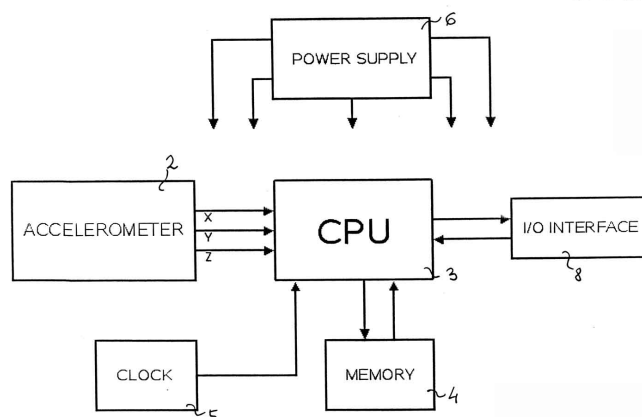 6
POWER SUPPLY
2
ACCELEROMETER
X
Y
Z
CPU
3
I/O INTERFACE
8
CLOCK
5
MEMORY
4